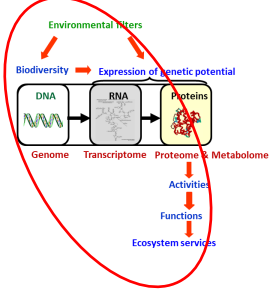 Environmental filters
Biodiversity
Expression of genetic potential
DNA
RNA
Proteins
Genome
Transcriptome
Proteome & Metabolome
Activities
Functions
Ecosystem services